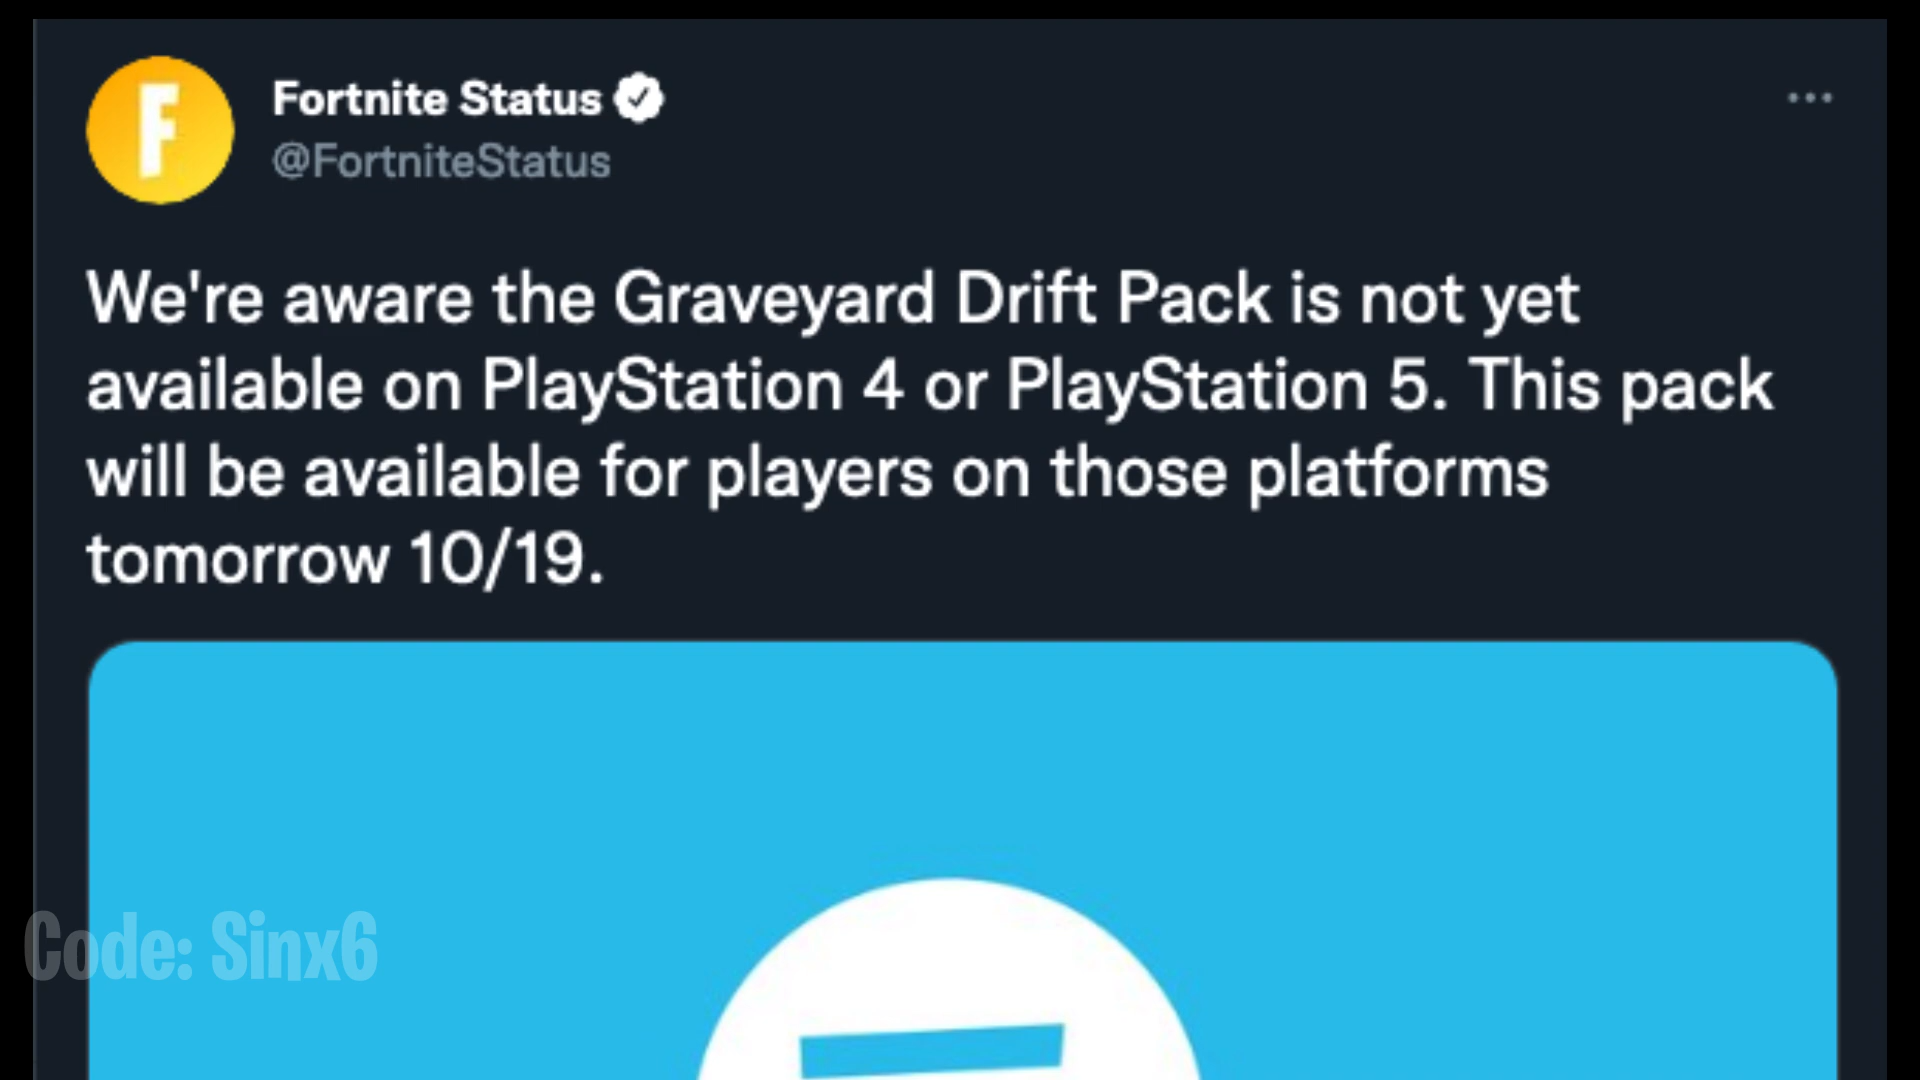 Fortnite Status
@FortniteStatus
We're aware the Graveyard Drift Pack is not yet
available on PlayStation 4 or PlayStation 5. This pack
will be available for players on those platforms
tomorrow 10/19.
Code: Sinx6